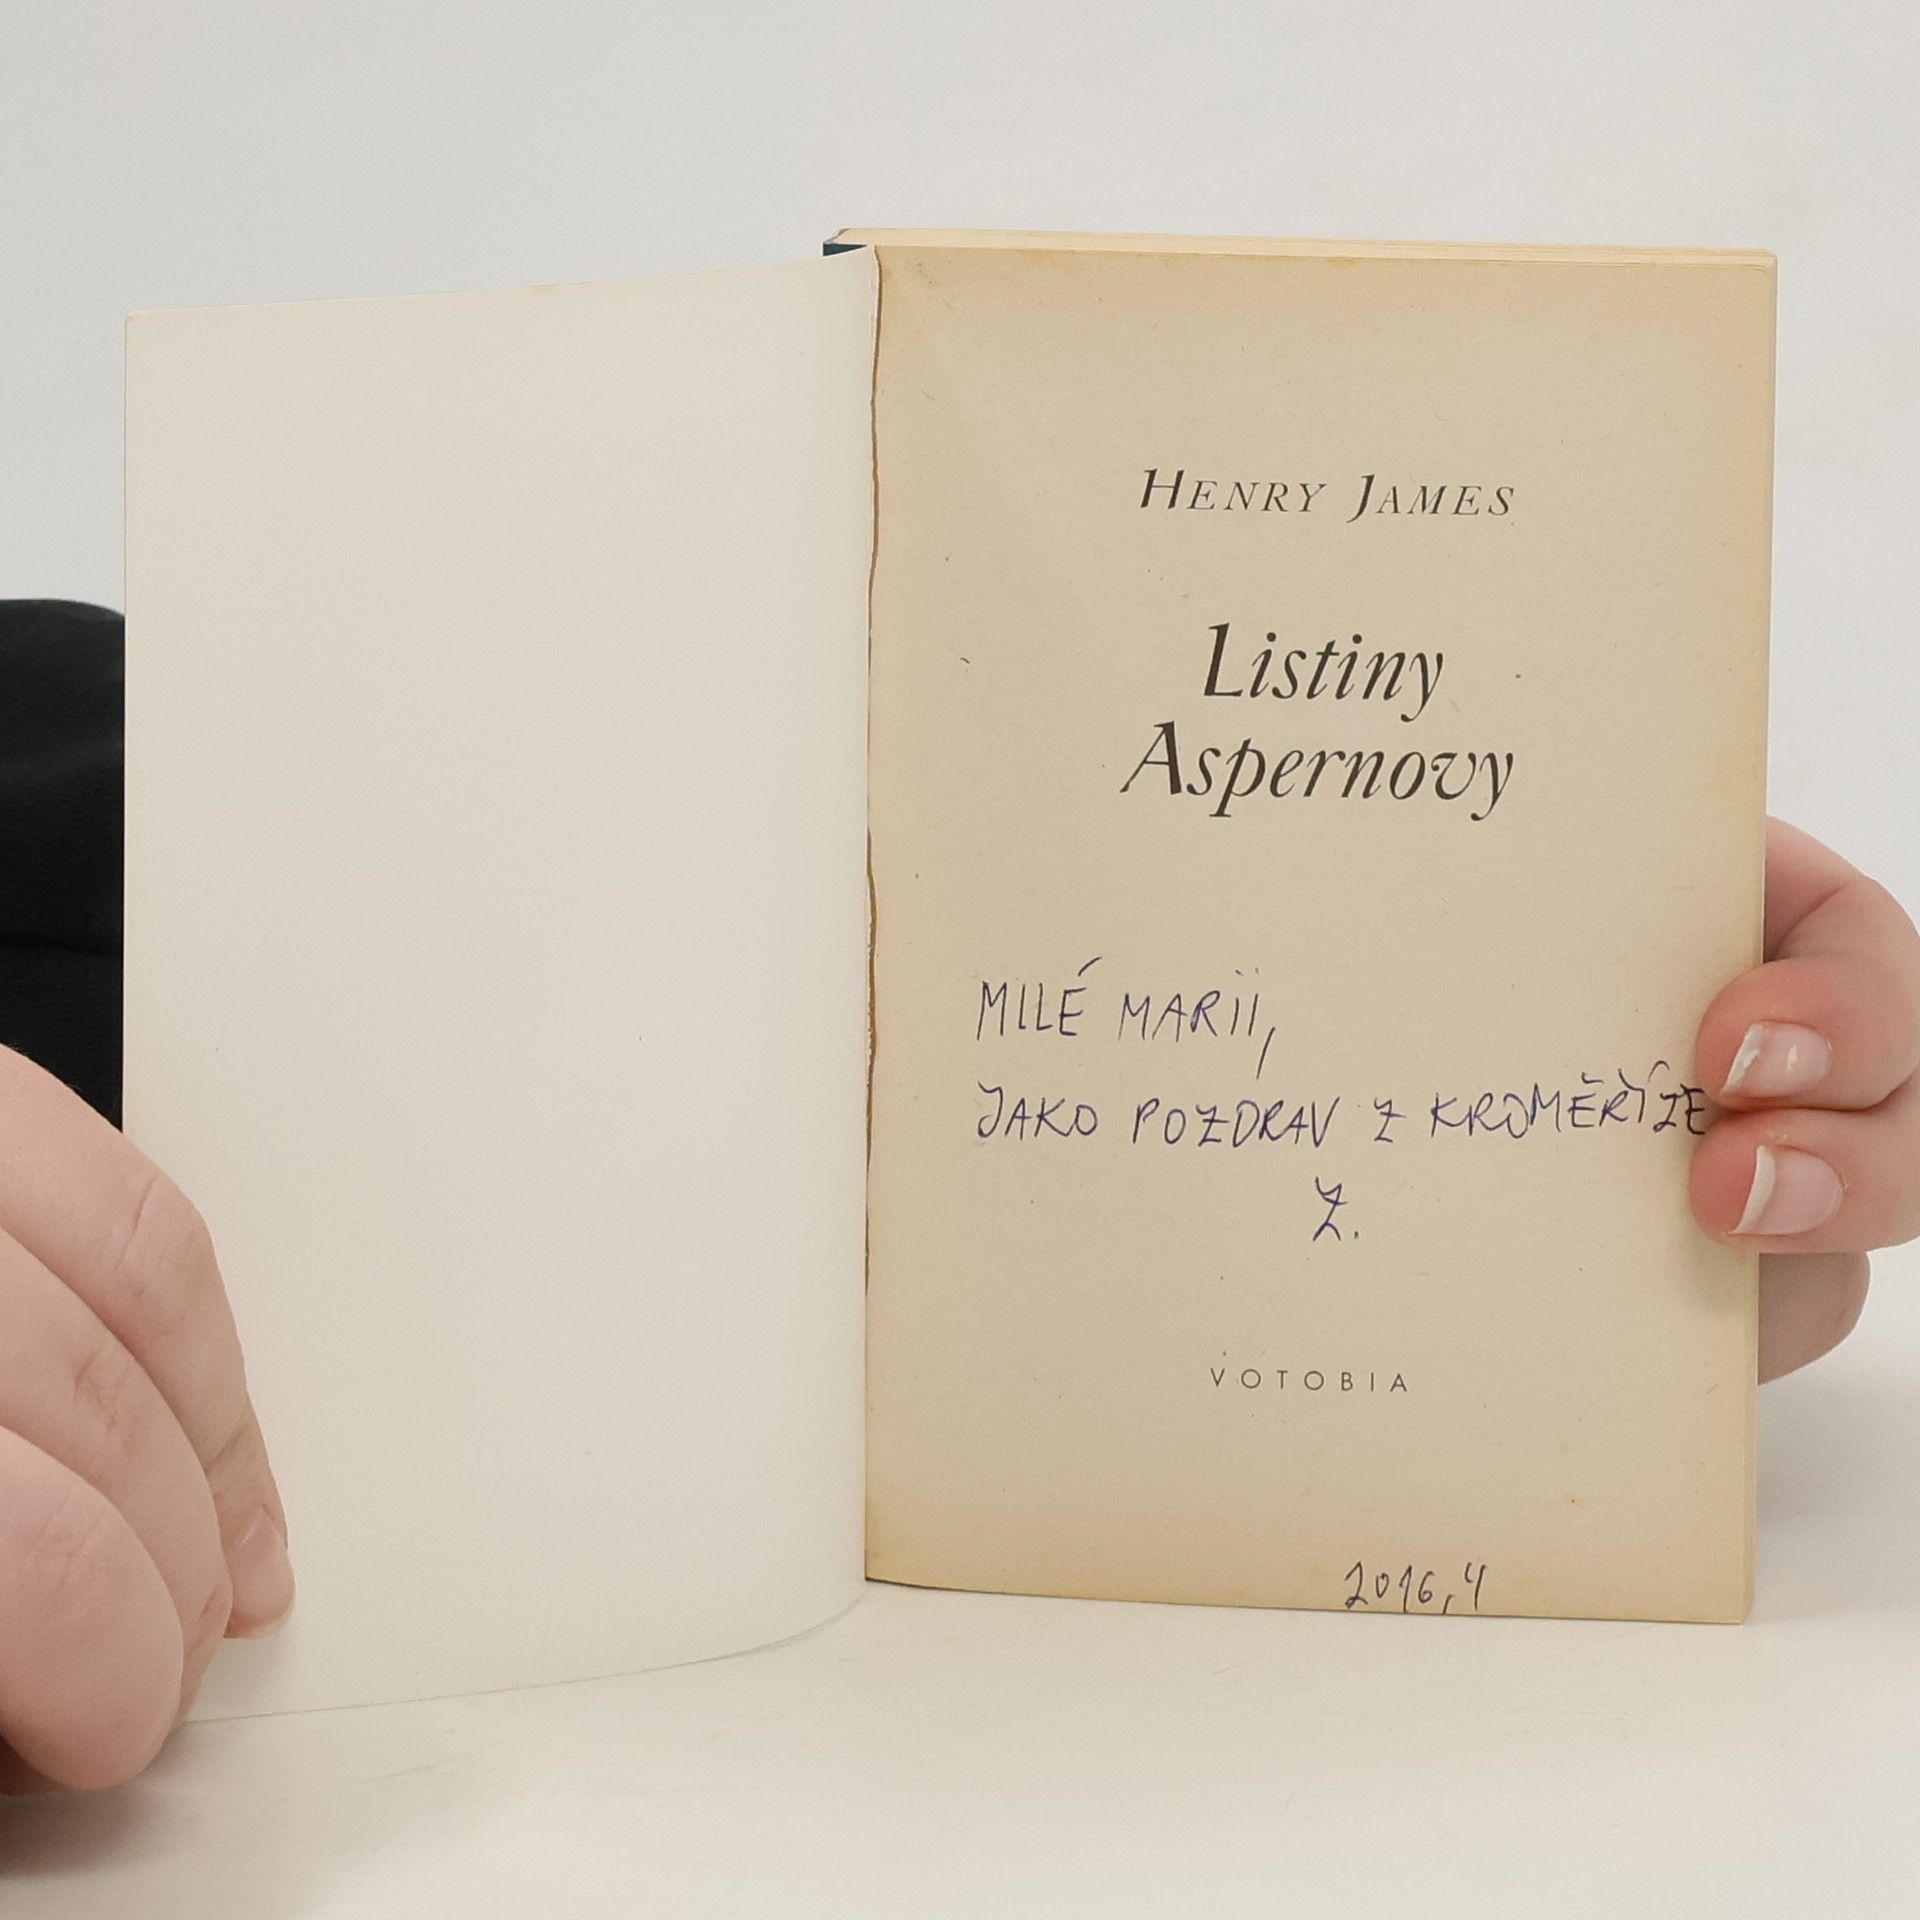 HENRY JAMES
Listiny
Aspernovy
MILÉ MARII,
JAKO POZDRAV Z KROMĚŘÍŽE
Z.
VOTOBIA
2016,4